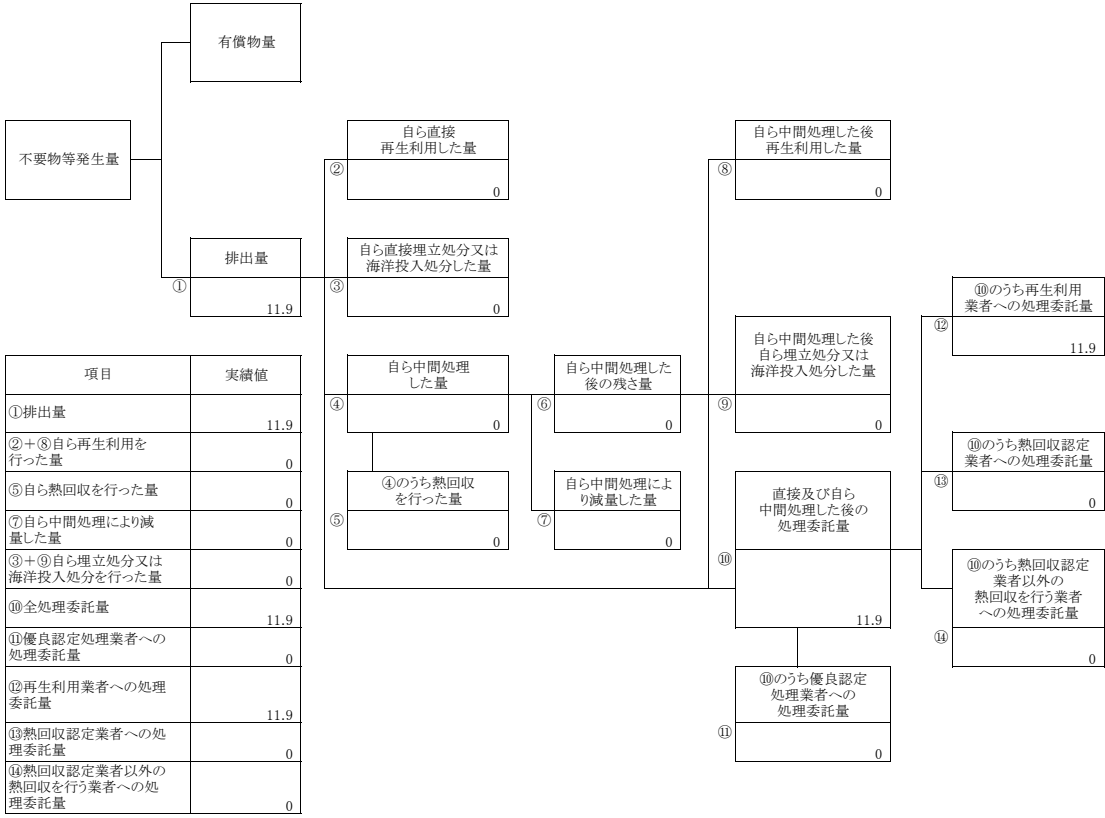 有償物量
不要物等発生量
自ら直接
再生利用した量
②
0
自ら中間処理した後
再生利用した量
⑧
0
排出量
①
11.9
自ら直接埋立処分又は
海洋投入処分した量
③
0
⑩のうち再生利用
業者への処理委託量
⑫
11.9
自ら中間処理
した量
④
0
自ら中間処理した
後の残さ量
⑥
0
自ら中間処理した後
自ら埋立処分又は
海洋投入処分した量
⑨
0
⑩のうち熱回収認定
業者への処理委託量
⑬
0
④のうち熱回収
を行った量
⑤
0
自ら中間処理によ
り減量した量
⑦
0
直接及び自ら
中間処理した後の
処理委託量
⑩
11.9
⑩のうち熱回収認定
業者以外の
熱回収を行う業者
への処理委託量
⑭
0
⑩のうち優良認定
処理業者への
処理委託量
⑪
0
項目
実績値
①排出量
11.9
②＋⑧自ら再生利用を
行った量
0
⑤自ら熱回収を行った量
0
⑦自ら中間処理により減
量した量
0
③＋⑨自ら埋立処分又は
海洋投入処分を行った量
0
⑩全処理委託量
11.9
⑪優良認定処理業者への
処理委託量
0
⑫再生利用業者への処理
委託量
11.9
⑬熱回収認定業者への処
理委託量
0
⑭熱回収認定業者以外の
熱回収を行う業者への処
理委託量
0